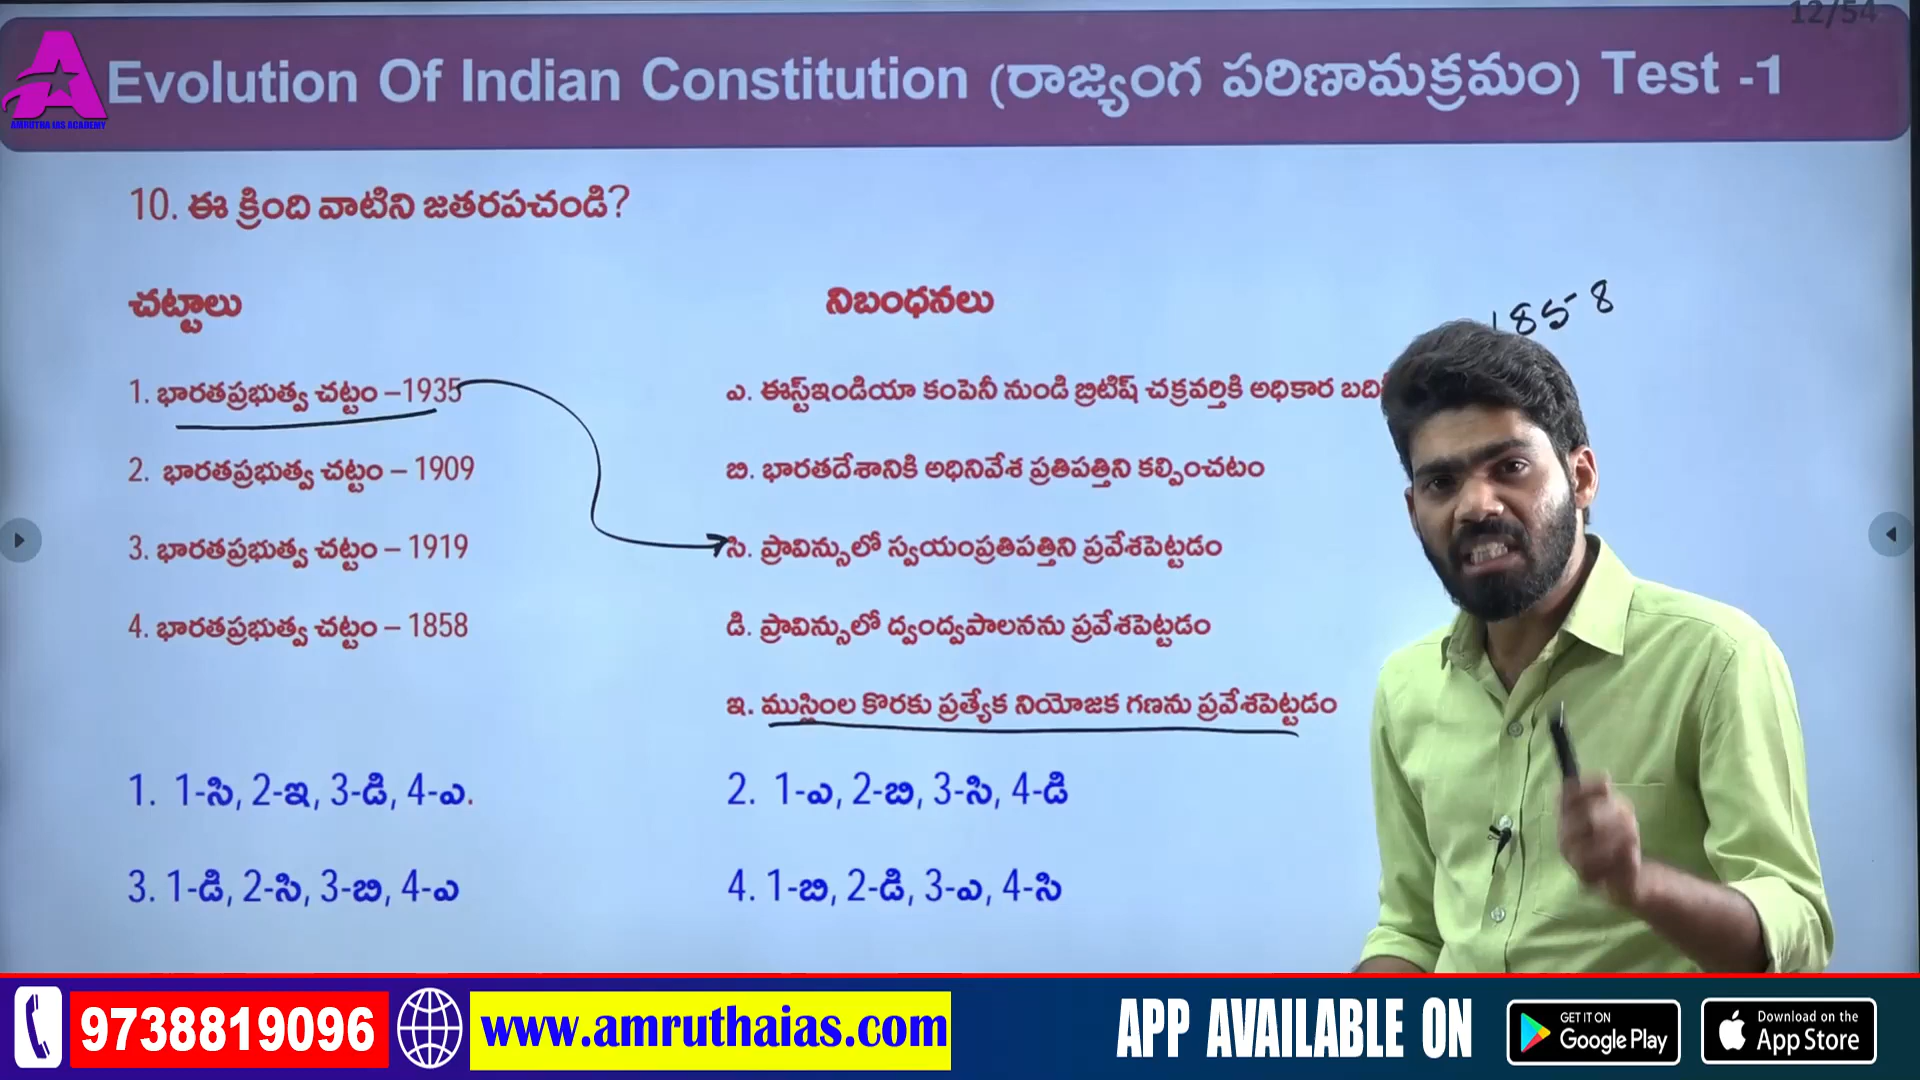 12/54
Evolution Of Indian Constitution (రాజ్యంగ పరిణామక్రమం) Test -1
AMRUTHA IAS ACADEMY
10. ఈ క్రింది వాటిని జతరపచండి?
చట్టాలు
నిబంధనలు
1858
1. భారతప్రభుత్వ చట్టం –1935
ఎ. ఈస్ట్ఇండియా కంపెనీ నుండి బ్రిటిష్ చక్రవర్తికి అధికార
2. భారతప్రభుత్వ చట్టం – 1909
బి. భారతదేశానికి అధినివేశ ప్రతిపత్తిని కల్పించటం
3. భారతప్రభుత్వ చట్టం – 1919
సి. ప్రావిన్సులో స్వయంప్రతిపత్తిని ప్రవేశపెట్టడం
4. భారతప్రభుత్వ చట్టం – 1858
డి. ప్రావిన్సులో ద్వంద్వపాలనను ప్రవేశపెట్టడం
ఇ. ముస్లింల కొరకు ప్రత్యేక నియోజక గణను ప్రవేశపెట్టడం
1. 1-సి, 2-ఇ, 3-డి, 4-ఎ.
2. 1-ఎ, 2-బి, 3-సి, 4-డి
3. 1-డి, 2-సి, 3-బి, 4-ఎ
4. 1-బి, 2-డి, 3-ఎ, 4-సి
9738819096
www.amruthaias.com
APP AVAILABLE ON
GET IT ON
Google Play
Download on the
App Store